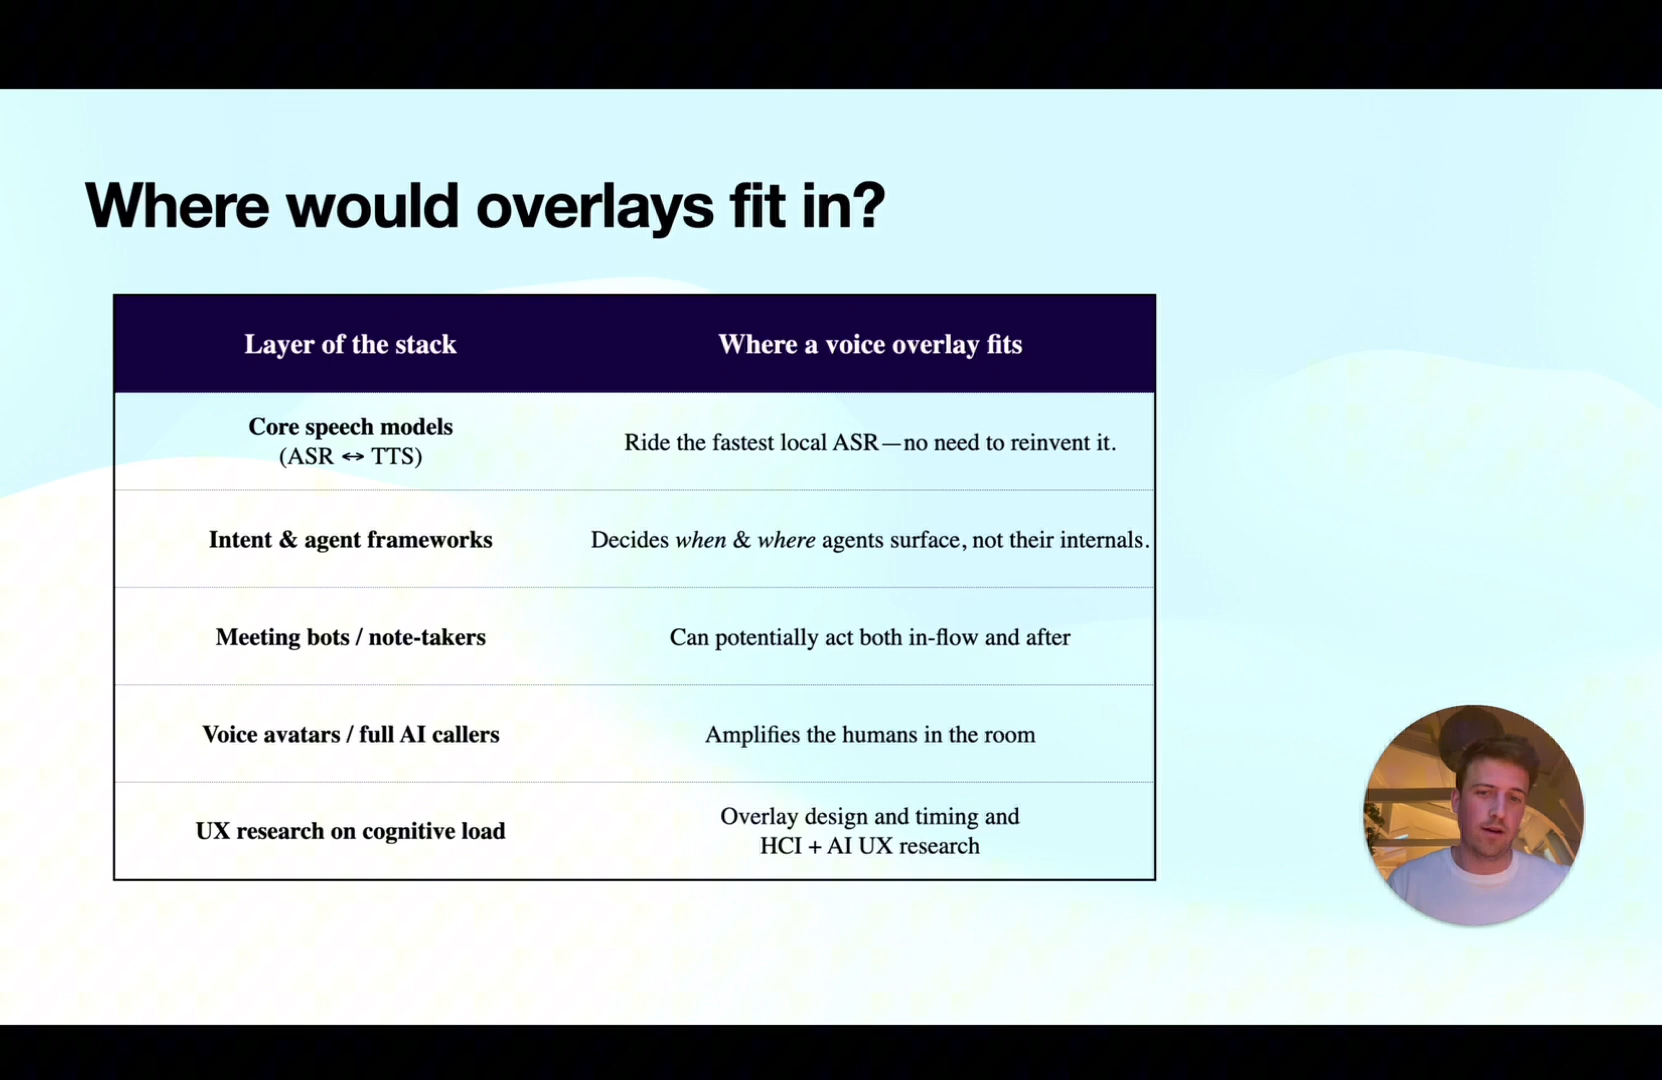 Where would overlays fit in?
Layer of the stack
Where a voice overlay fits
Core speech models
(ASR ↔ TTS)
Ride the fastest local ASR—no need to reinvent it.
Intent & agent frameworks
Decides when & where agents surface, not their internals.
Meeting bots / note-takers
Can potentially act both in-flow and after
Voice avatars / full AI callers
Amplifies the humans in the room
UX research on cognitive load
Overlay design and timing and
HCI + AI UX research